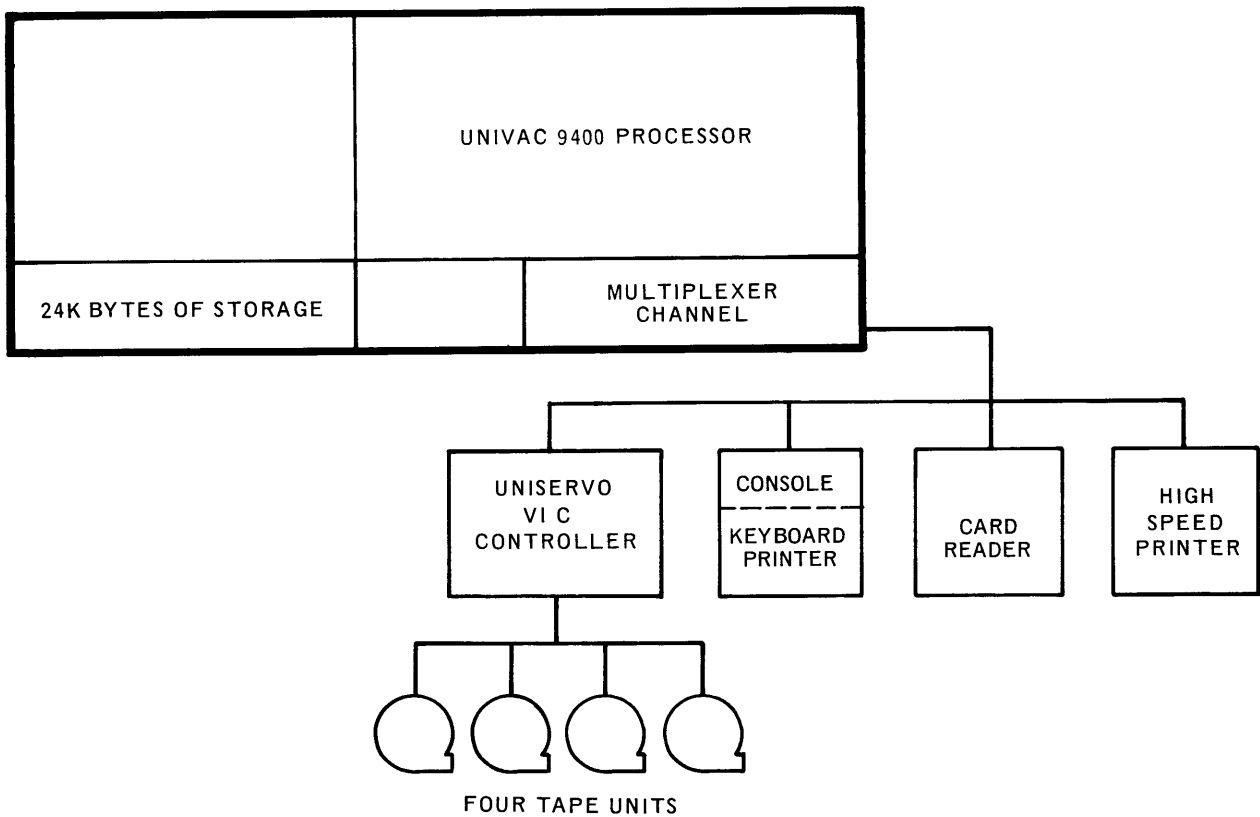 UNIVAC 9400 PROCESSOR
24K BYTES OF STORAGE
MULTIPLEXER
CHANNEL
UNISERVO
VI C
CONTROLLER
CONSOLE
KEYBOARD
PRINTER
CARD
READER
HIGH
SPEED
PRINTER
FOUR TAPE UNITS